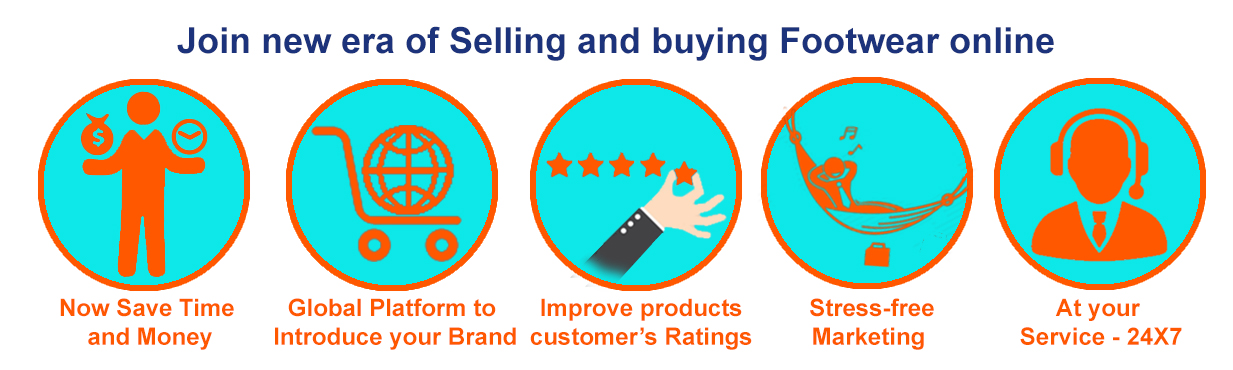 Join new era of Selling and buying Footwear online
$
Now Save Time
and Money
Global Platform to
Introduce your Brand
Improve products
customer's Ratings
Stress-free
Marketing
At your
Service - 24X7